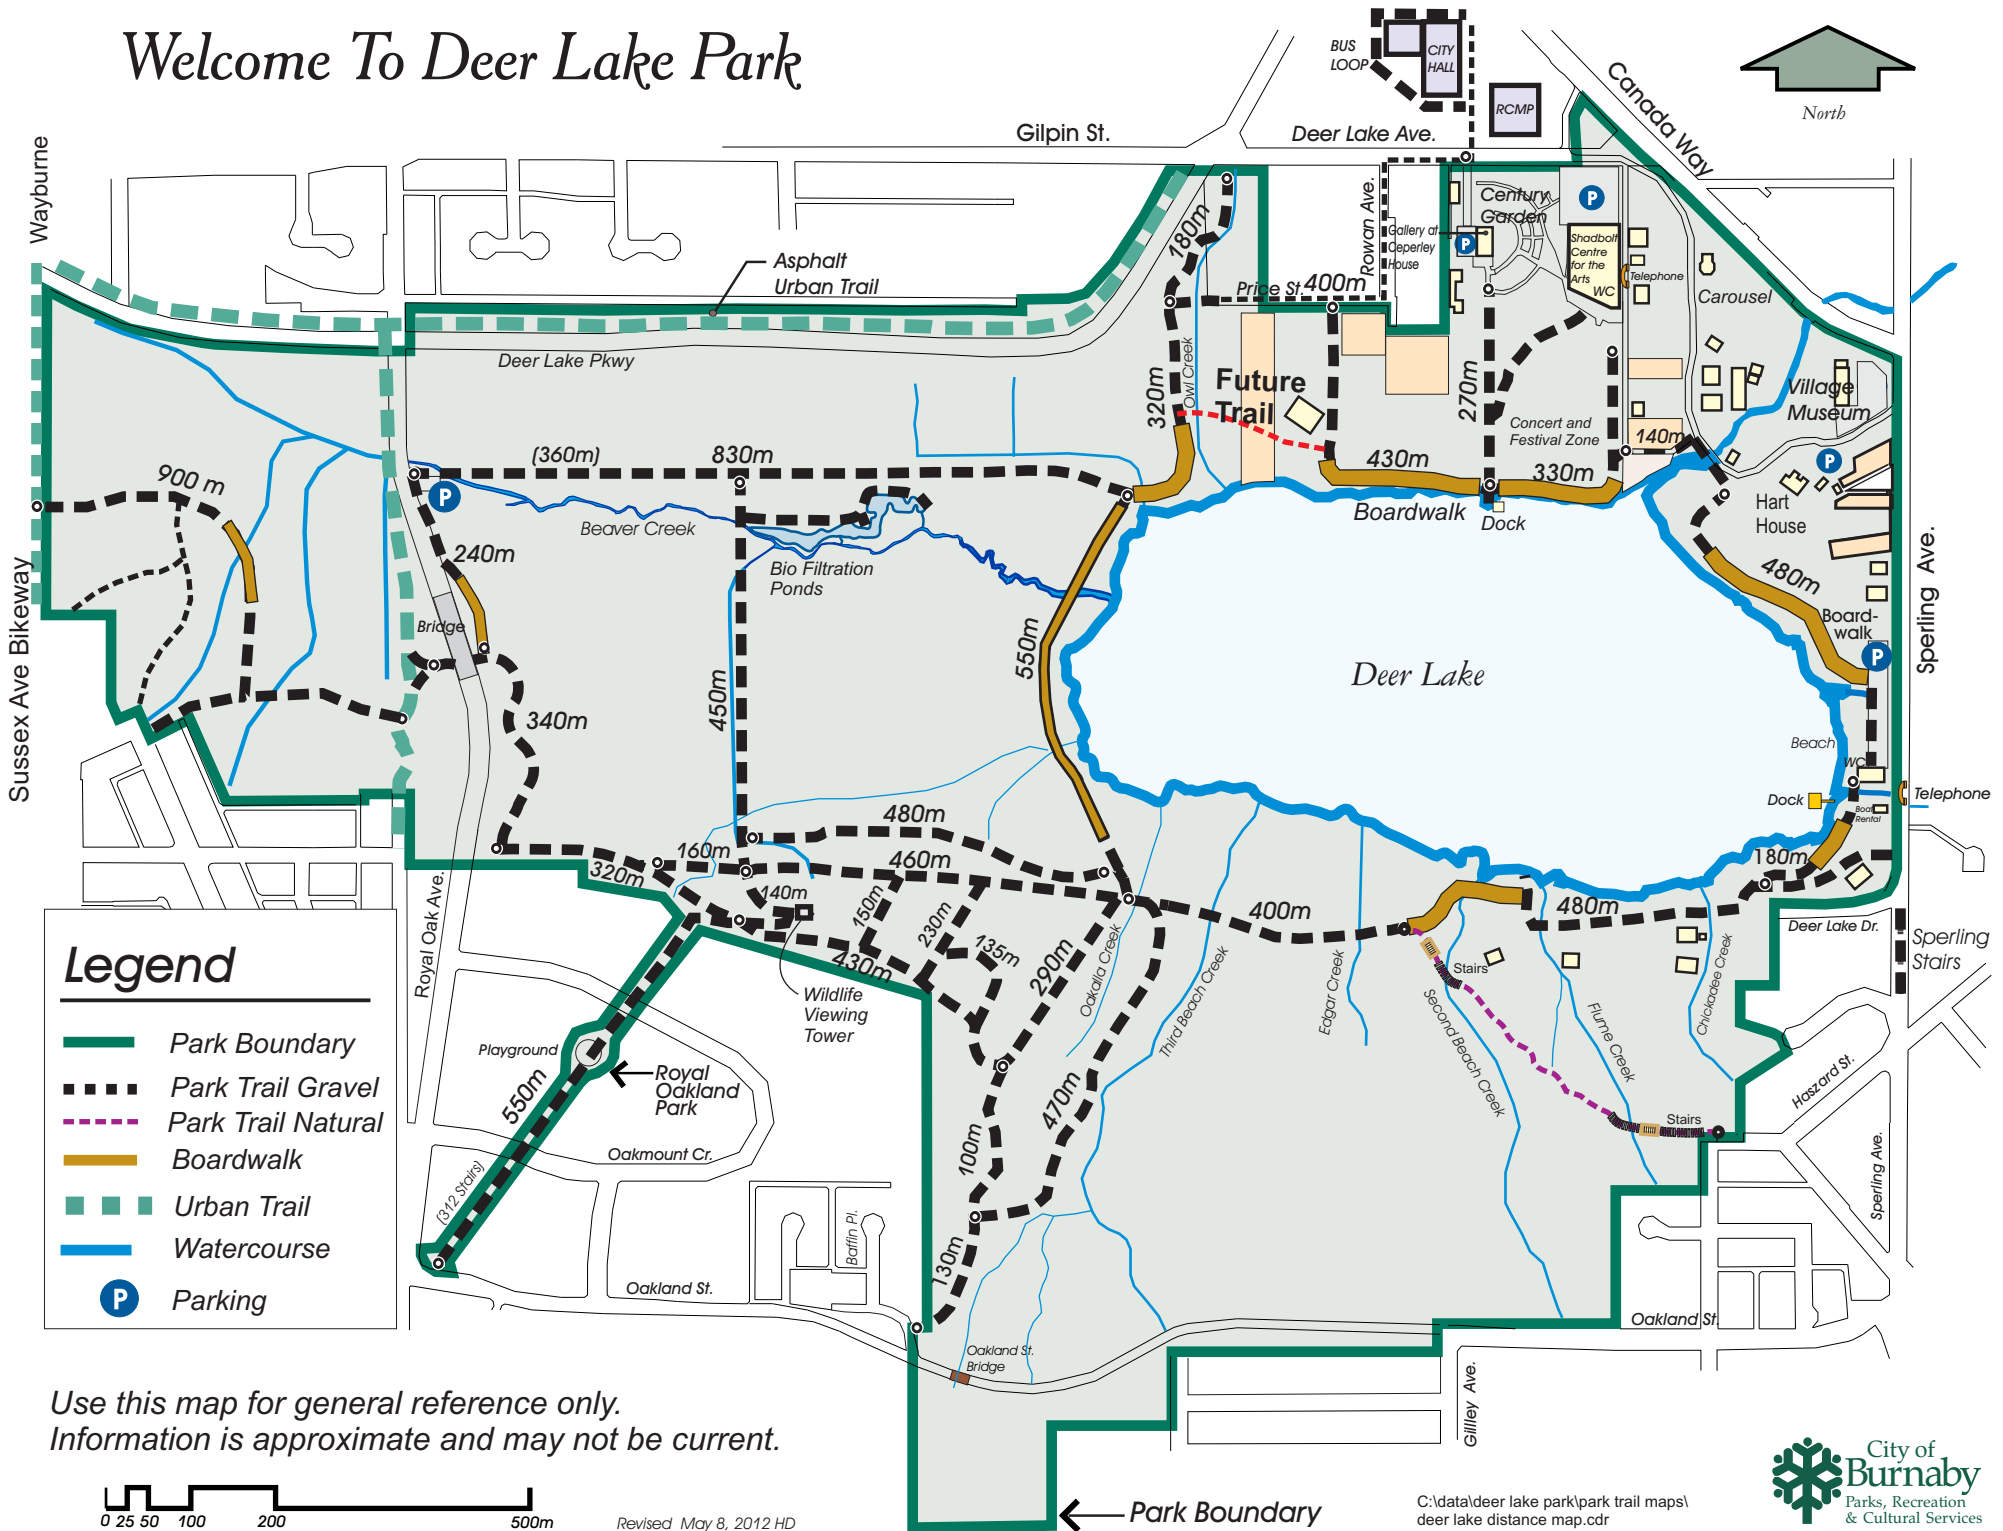 Welcome To Deer Lake Park
BUS
LOOP
CITY
HALL
RCMP
Canada Way
North
Gilpin St.
Deer Lake Ave.
Wayburne
Asphalt
Urban Trail
Deer Lake Pkwy
180m
Rowan Ave.
Price St.
400m
Century
Garden
Gallery at
Ceperley
House
P
P
Shadbolt
Centre
for the
Arts
WC
Telephone
Carousel
Village
Museum
Owl Creek
320m
Future
Trail
270m
Concert and
Festival Zone
140m
430m
330m
Boardwalk
Dock
P
Hart
House
480m
Board-
walk
P
Sperling Ave.
900 m
(360m)
830m
P
Beaver Creek
240m
Bio Filtration
Ponds
Bridge
550m
450m
340m
Deer Lake
Sussex Ave Bikeway
Beach
WC
Dock
Boat
Rental
Telephone
180m
480m
160m
460m
320m
140m
150m
230m
135m
430m
290m
400m
480m
Deer Lake Dr.
Sperling
Stairs
Royal Oak Ave.
Wildlife
Viewing
Tower
Oakalla Creek
Third Beach Creek
Edgar Creek
Stairs
Second Beach Creek
Flume Creek
Chickadee Creek
Stairs
Haszard St.
Sperling Ave.
Playground
Royal
Oakland
Park
550m
(312 Stairs)
Oakmount Cr.
470m
100m
130m
Baffin Pl.
Oakland St.
Oakland St.
Bridge
Oakland St.
Gilley Ave.
Legend
Park Boundary
Park Trail Gravel
Park Trail Natural
Boardwalk
Urban Trail
Watercourse
P Parking
Use this map for general reference only.
Information is approximate and may not be current.
0 25 50 100 200 500m
Revised May 8, 2012 HD
Park Boundary
C:\data\deer lake park\park trail maps\
deer lake distance map.cdr
City of
Burnaby
Parks, Recreation
& Cultural Services